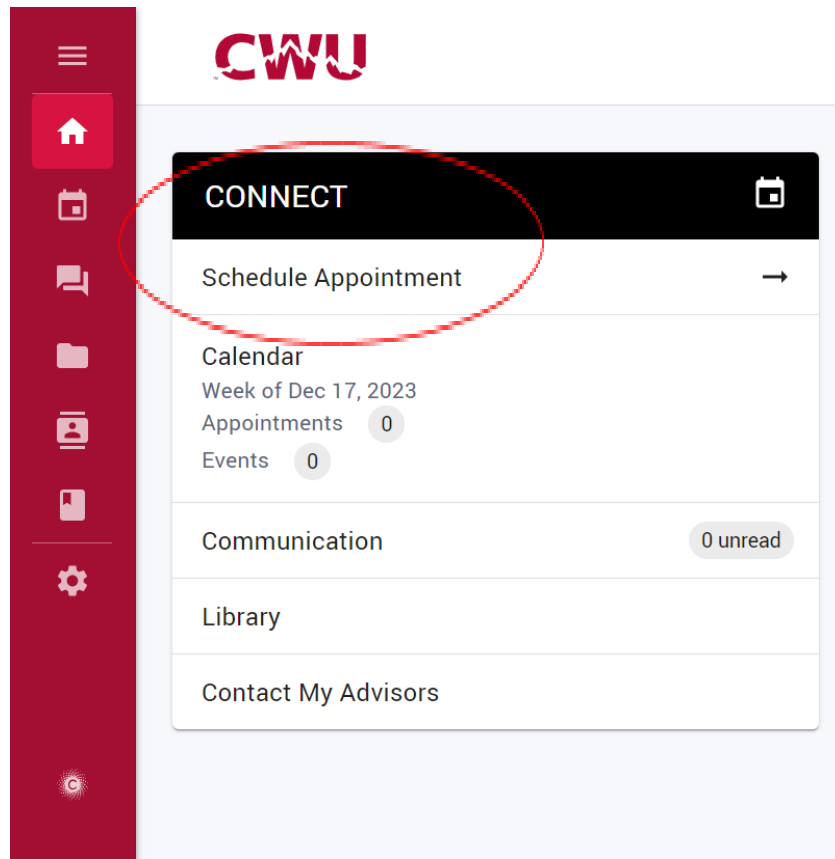 CWU
CONNECT
Schedule Appointment
Calendar
Week of Dec 17, 2023
Appointments 0
Events 0
Communication 0 unread
Library
Contact My Advisors
C